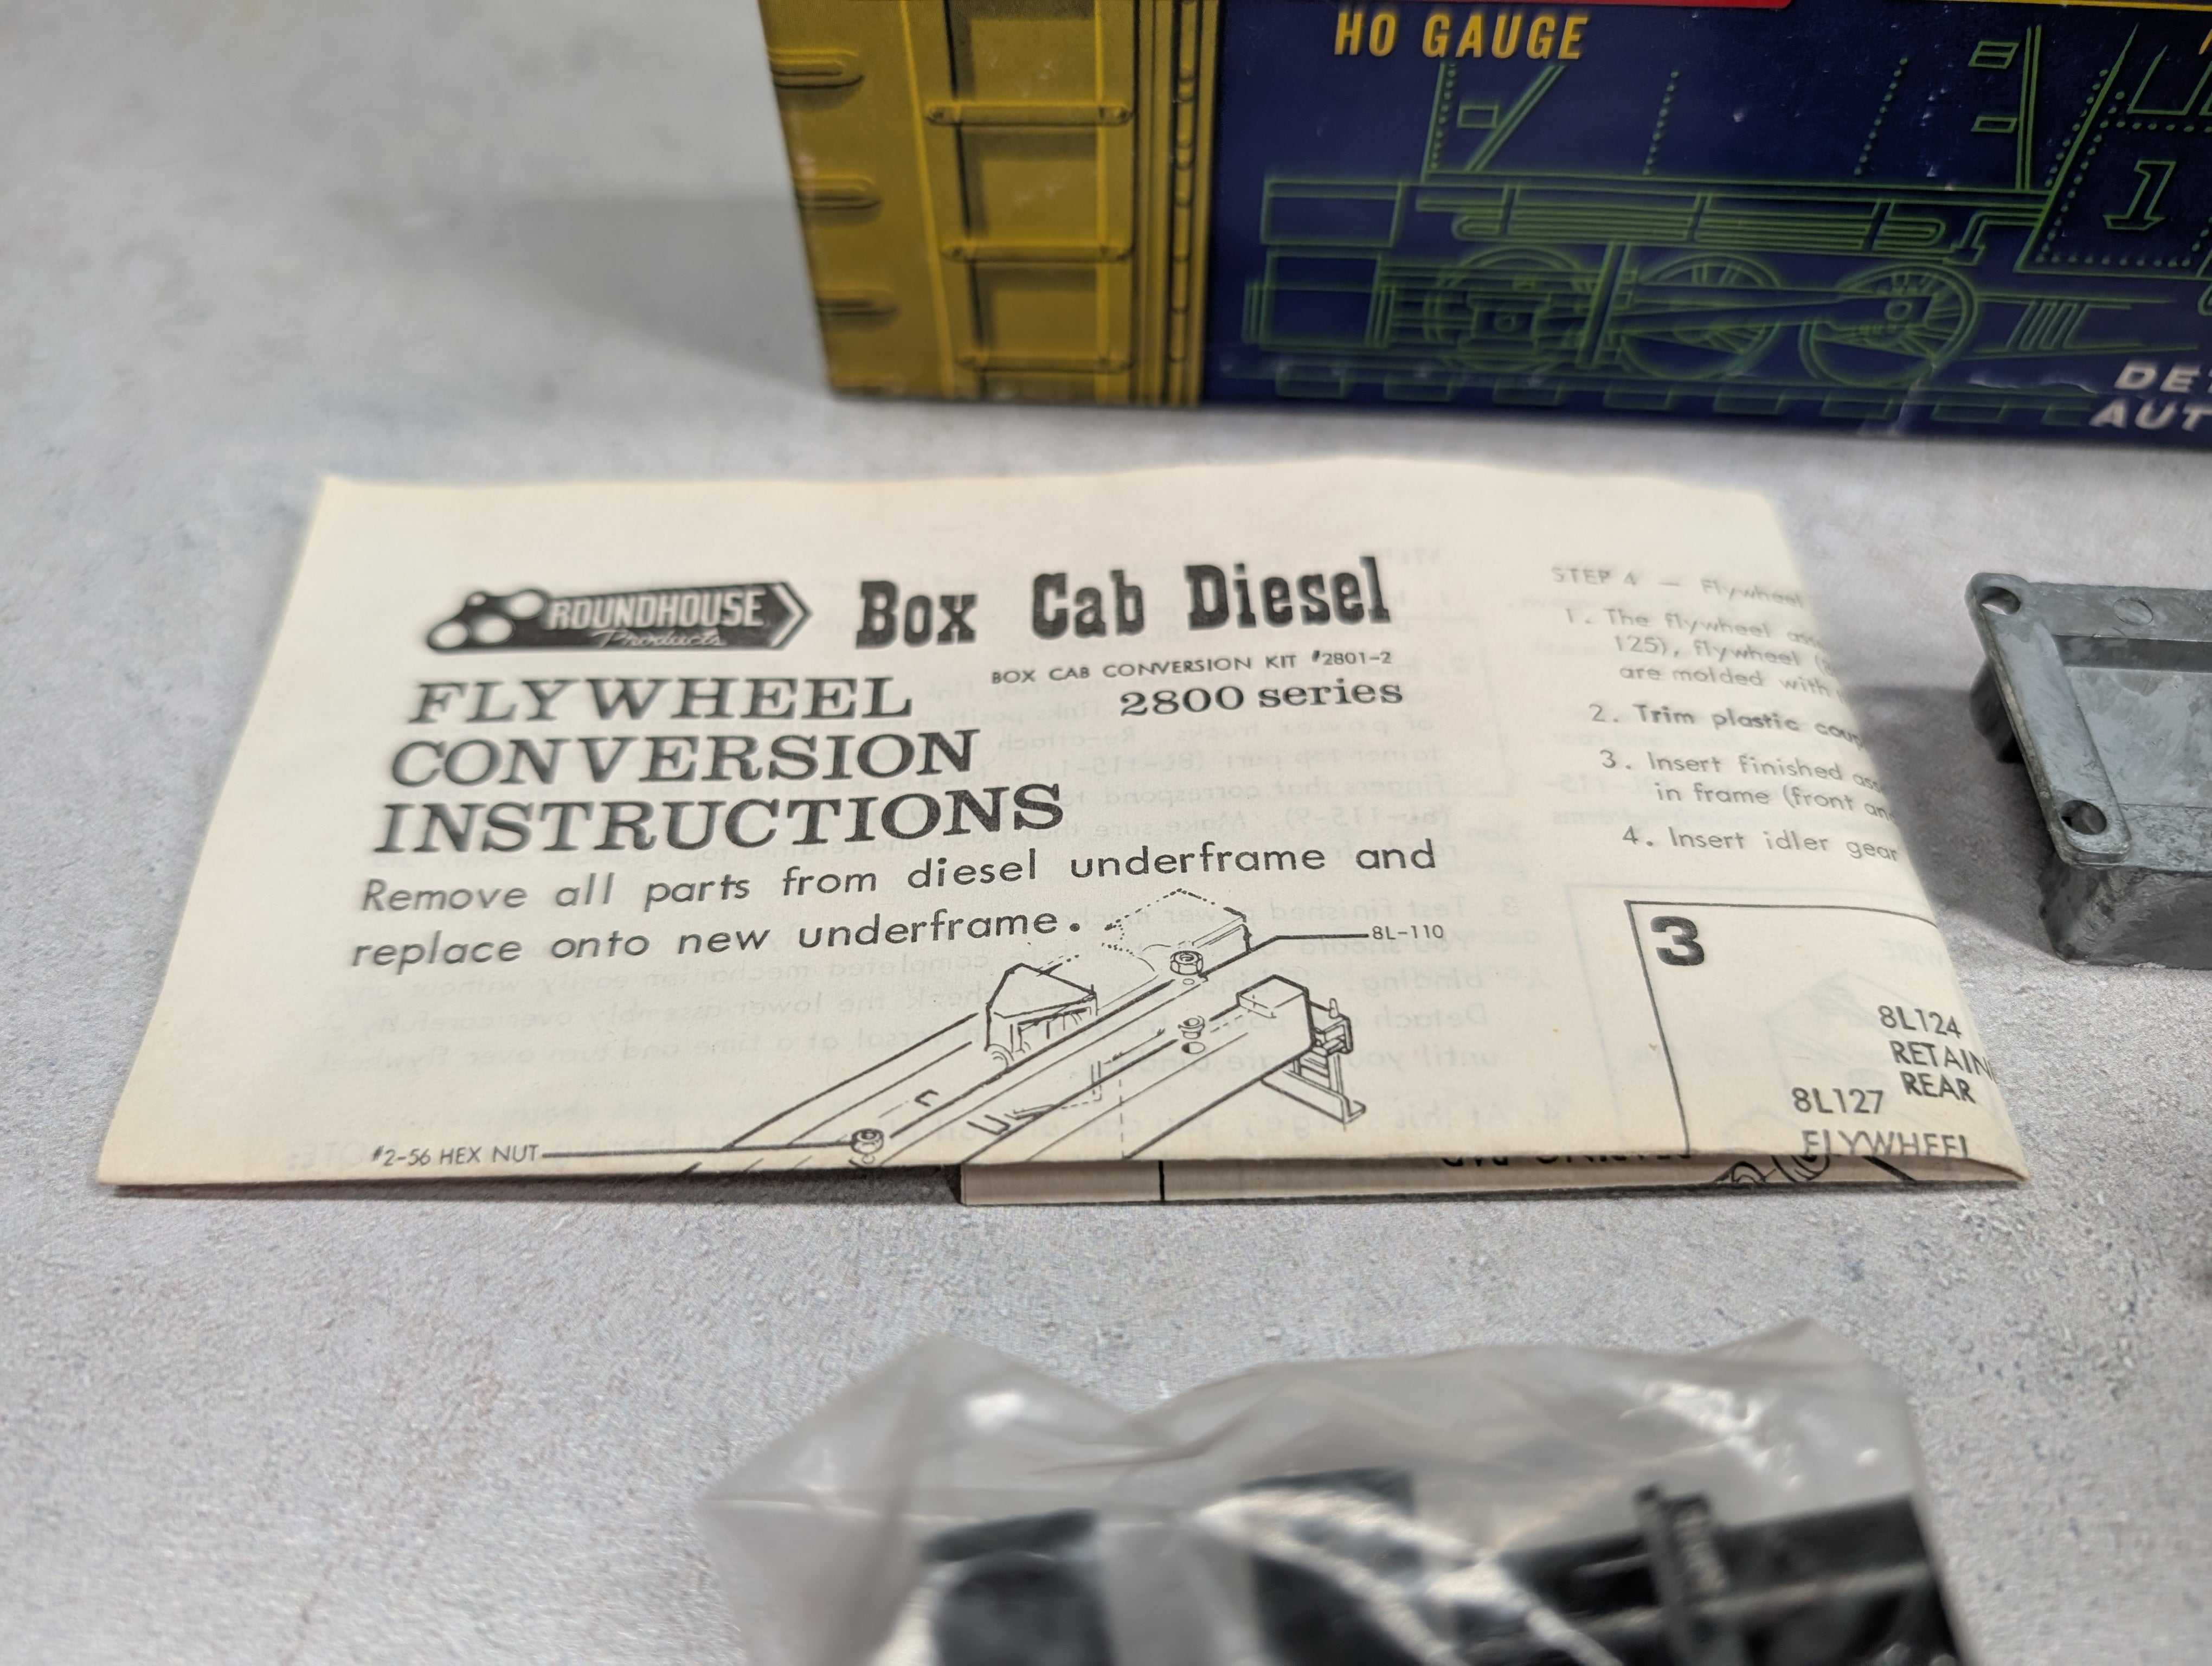 HO GAUGE
1
DE
AUT
ROUNDHOUSE
Products
Box Cab Diesel
BOX CAB CONVERSION KIT #2801-2
2800 series
FLYWHEEL
CONVERSION
INSTRUCTIONS
Remove all parts from diesel underframe and
replace onto new underframe.
8L-110
#2-56 HEX NUT
STEP 4 — Flywheel
1. The flywheel
125), flywheel
are molded with
2. Trim plastic
3. Insert finished
in frame (front
4. Insert idler gear
3
8L124
RETAIN
REAR
8L127
FLYWHEEL